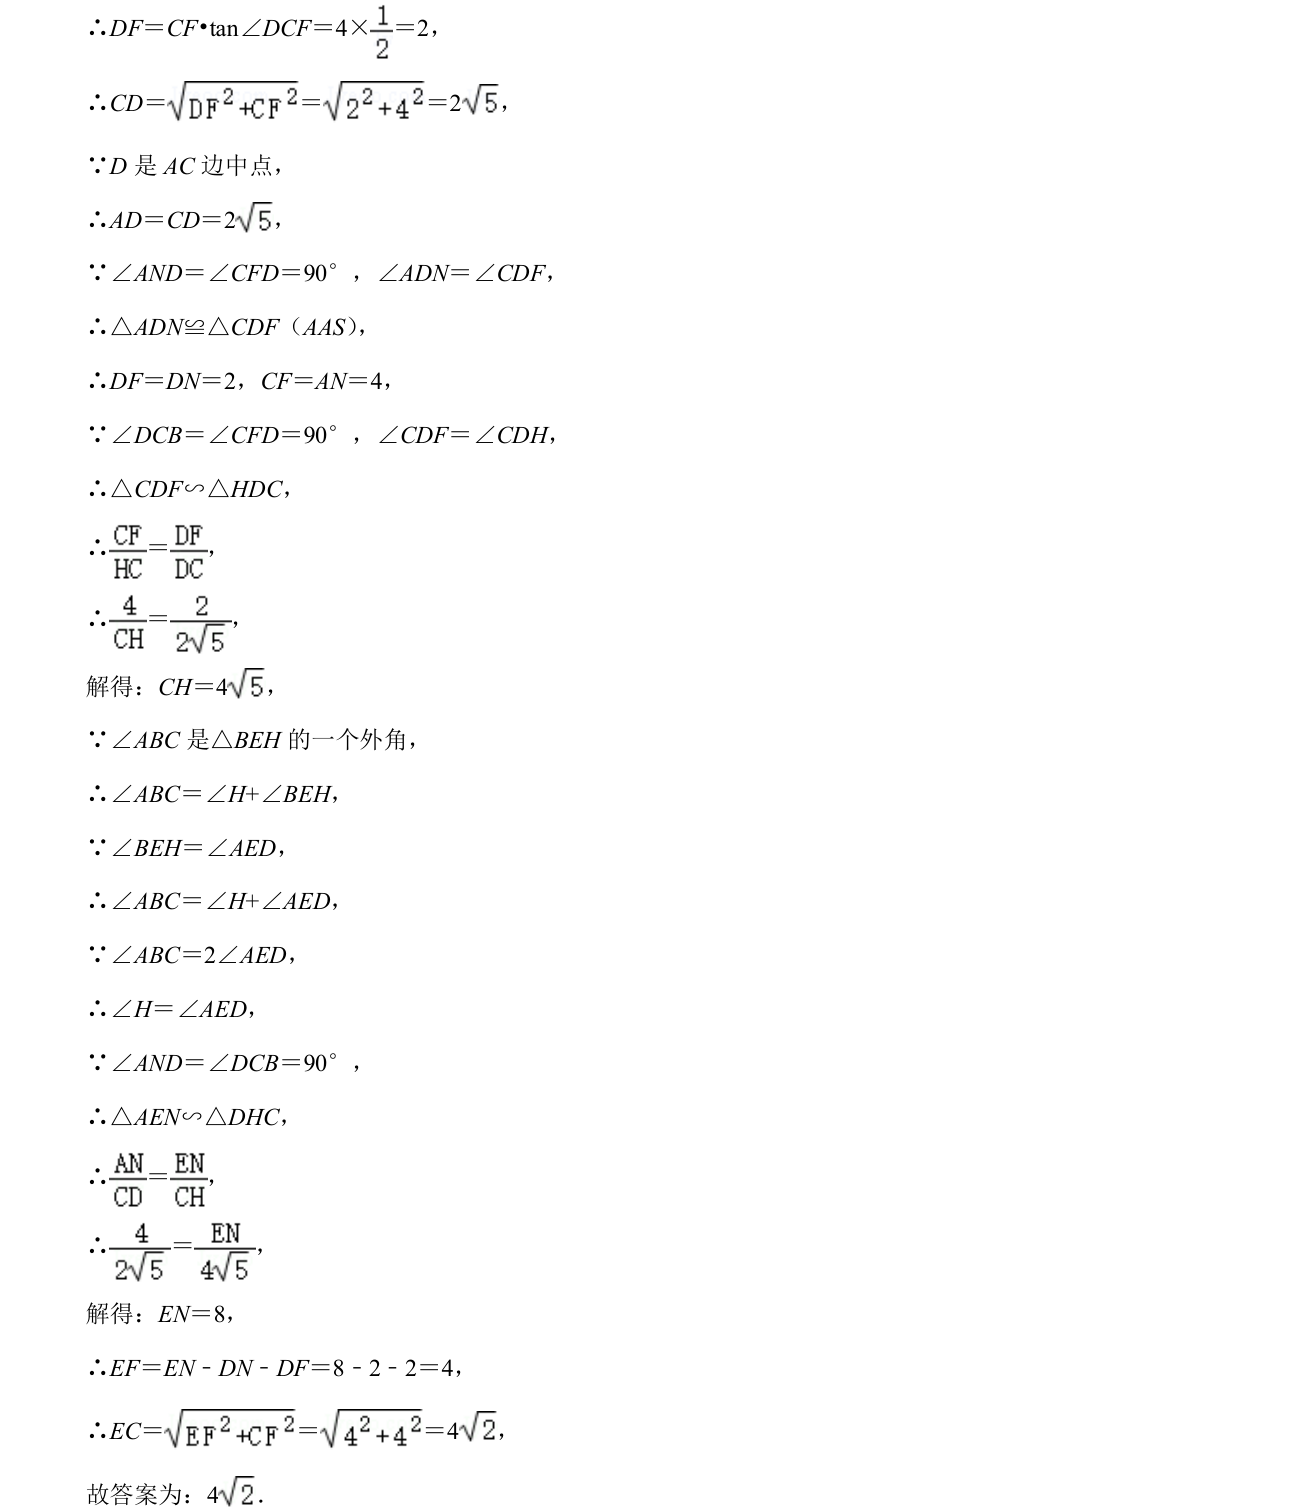 ∴DF=CF•tan∠DCF=4×1/2=2，
∴CD=√(DF²+CF²)=√(2²+4²)=2√5，
∵D 是 AC 边中点，
∴AD=CD=2√5，
∵∠AND=∠CFD=90°，∠ADN=∠CDF，
∴△ADN≌△CDF（AAS），
∴DF=DN=2，CF=AN=4，
∵∠DCB=∠CFD=90°，∠CDF=∠CDH，
∴△CDF∽△HDC，
∴CF/HC=DF/DC，
∴4/CH=2/(2√5)，
解得：CH=4√5，
∵∠ABC 是△BEH 的一个外角，
∴∠ABC=∠H+∠BEH，
∵∠BEH=∠AED，
∴∠ABC=∠H+∠AED，
∵∠ABC=2∠AED，
∴∠H=∠AED，
∵∠AND=∠DCB=90°，
∴△AEN∽△DHC，
∴AN/CD=EN/CH，
∴4/(2√5)=EN/(4√5)，
解得：EN=8，
∴EF=EN﹣DN﹣DF=8﹣2﹣2=4，
∴EC=√(EF²+CF²)=√(4²+4²)=4√2，
故答案为：4√2．